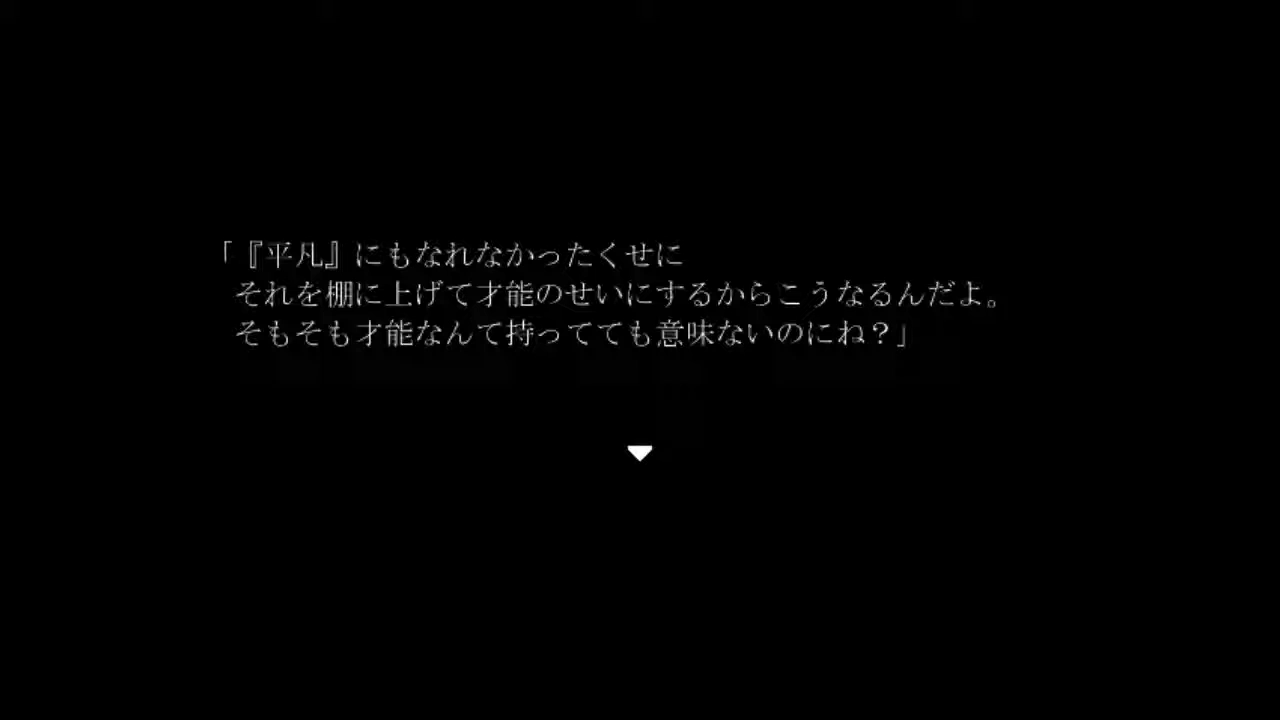 「『平凡』にもなれなかったくせに
それを棚に上げて才能のせいにするからこうなるんだよ。
そもそも才能なんて持ってても意味ないのにね？」